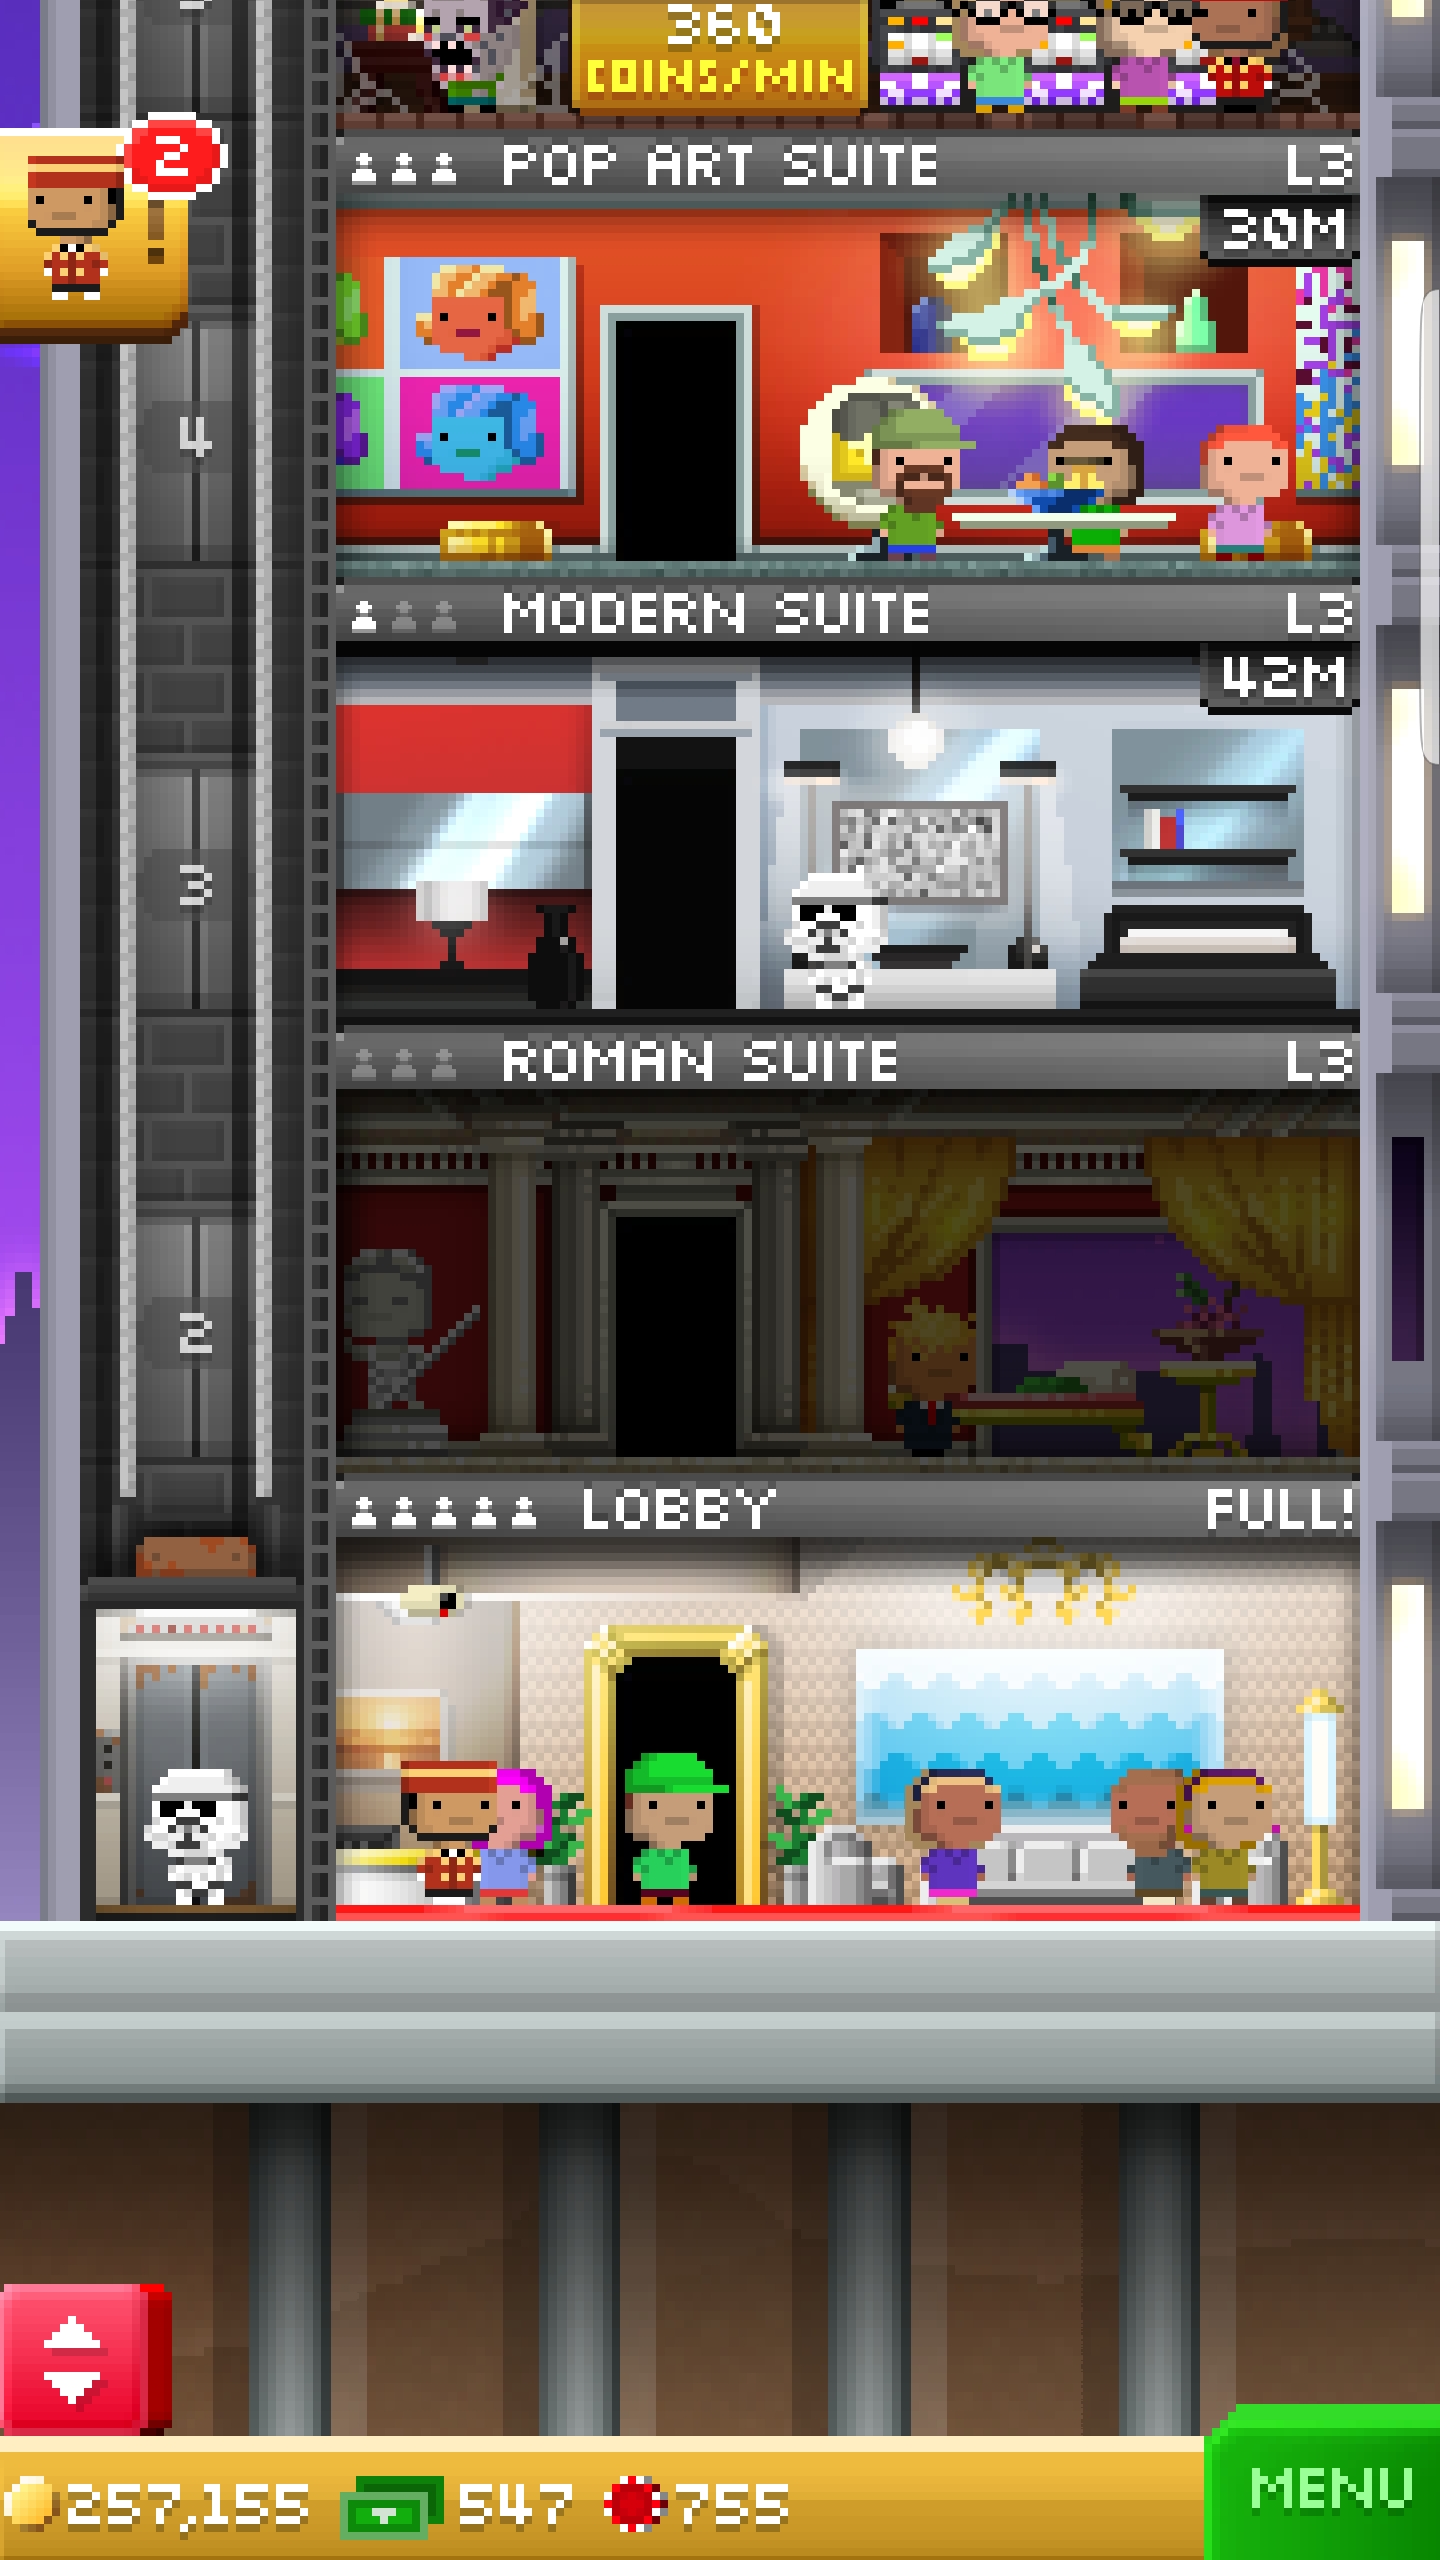 360
COINS/MIN
2
POP ART SUITE L3
30M
4
MODERN SUITE L3
42M
3
ROMAN SUITE L3
2
LOBBY FULL!
257,155 547 755
MENU